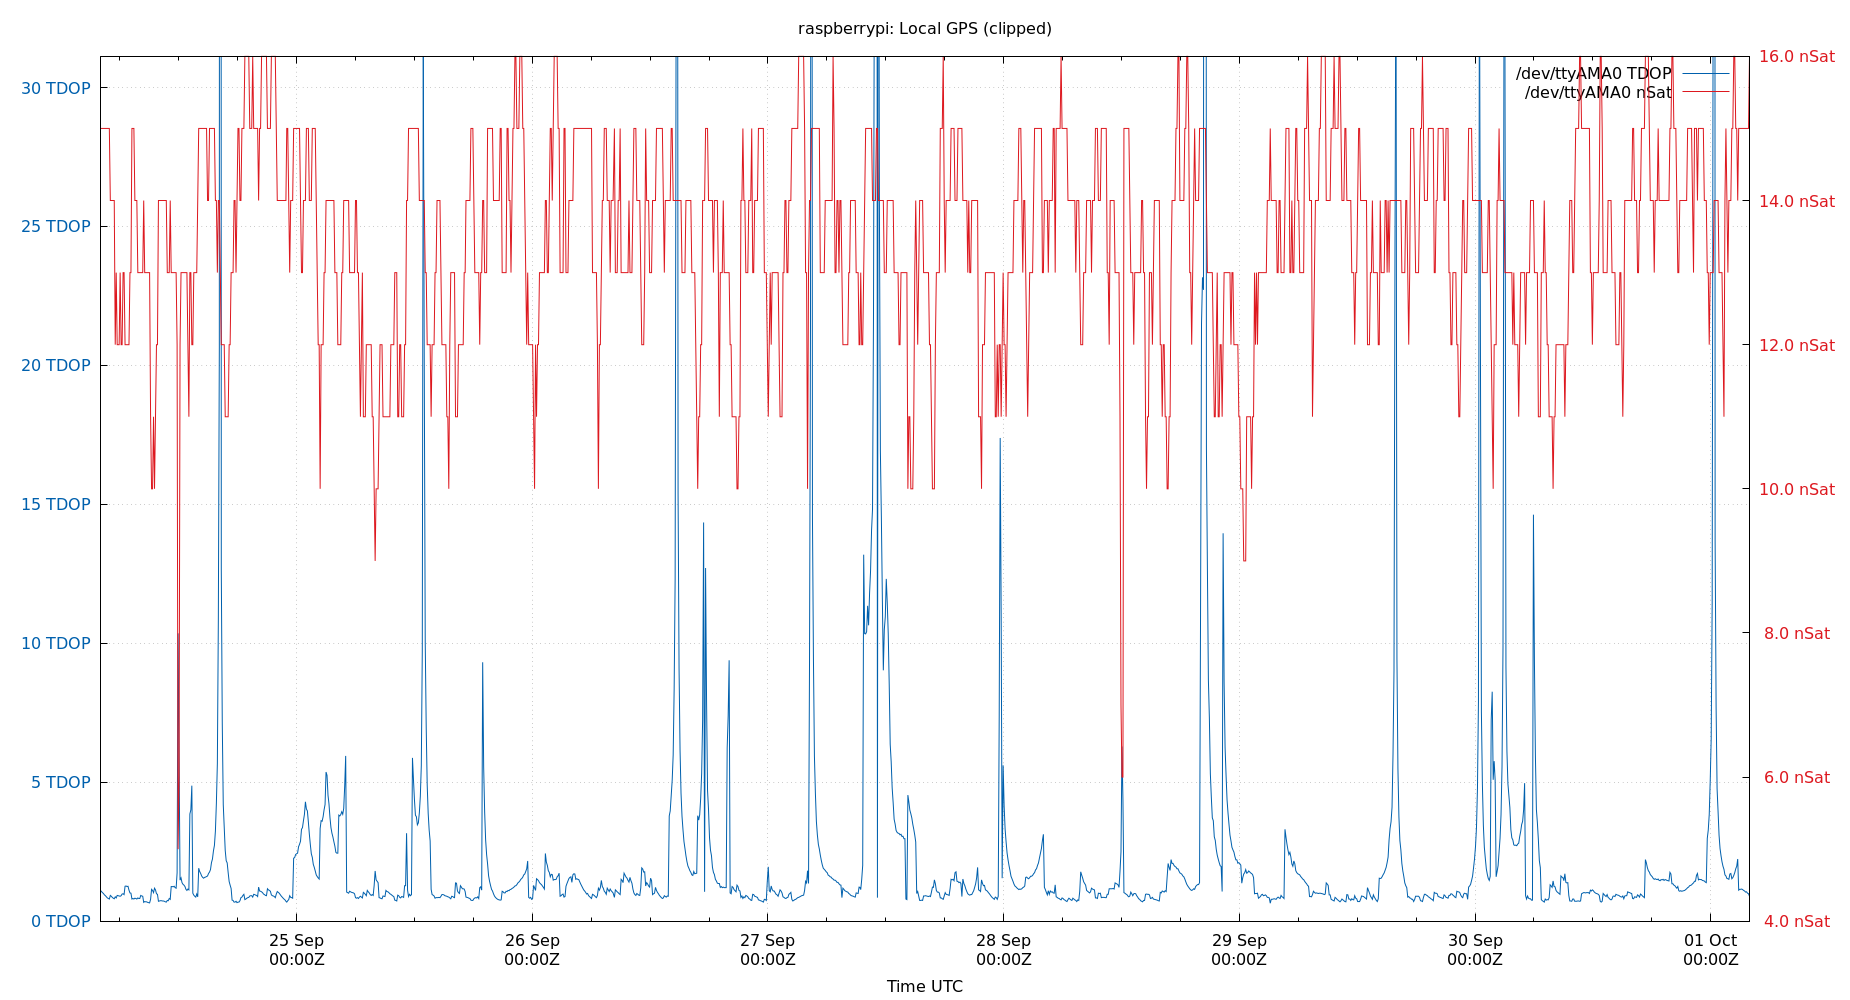 raspberrypi: Local GPS (clipped)
/dev/ttyAMA0 TDOP
/dev/ttyAMA0 nSat
30 TDOP
25 TDOP
20 TDOP
15 TDOP
10 TDOP
5 TDOP
0 TDOP
16.0 nSat
14.0 nSat
12.0 nSat
10.0 nSat
8.0 nSat
6.0 nSat
4.0 nSat
25 Sep
00:00Z
26 Sep
00:00Z
27 Sep
00:00Z
28 Sep
00:00Z
29 Sep
00:00Z
30 Sep
00:00Z
01 Oct
00:00Z
Time UTC